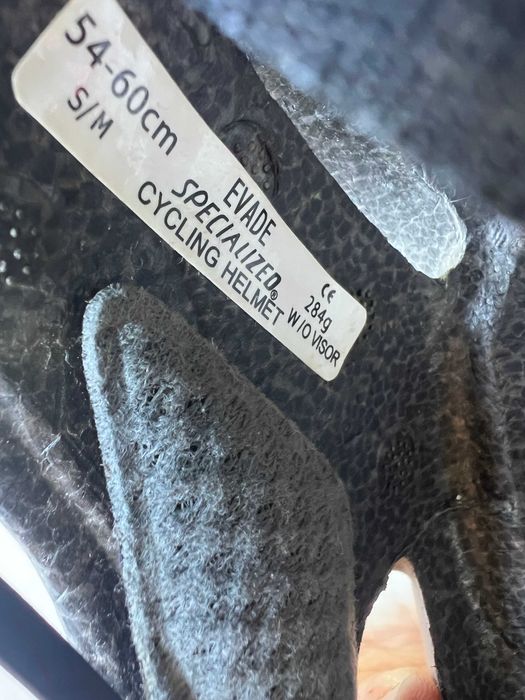 54-60cm
S/M
EVADE
SPECIALIZED®
CYCLING HELMET
CE
284g
W/O VISOR